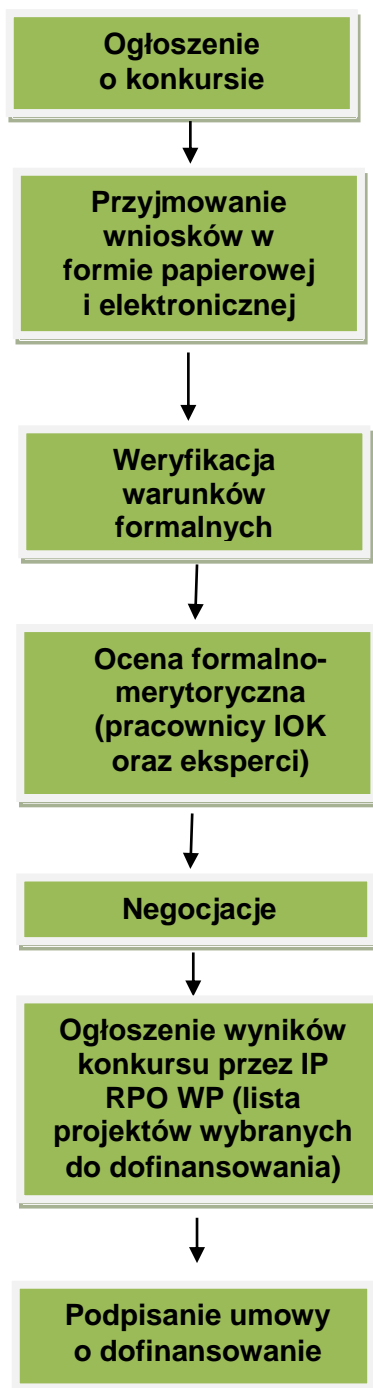 Ogłoszenie
o konkursie
Przyjmowanie
wniosków w
formie papierowej
i elektronicznej
Weryfikacja
warunków
formalnych
Ocena formalno-
merytoryczna
(pracownicy IOK
oraz eksperci)
Negocjacje
Ogłoszenie wyników
konkursu przez IP
RPO WP (lista
projektów wybranych
do dofinansowania)
Podpisanie umowy
o dofinansowanie